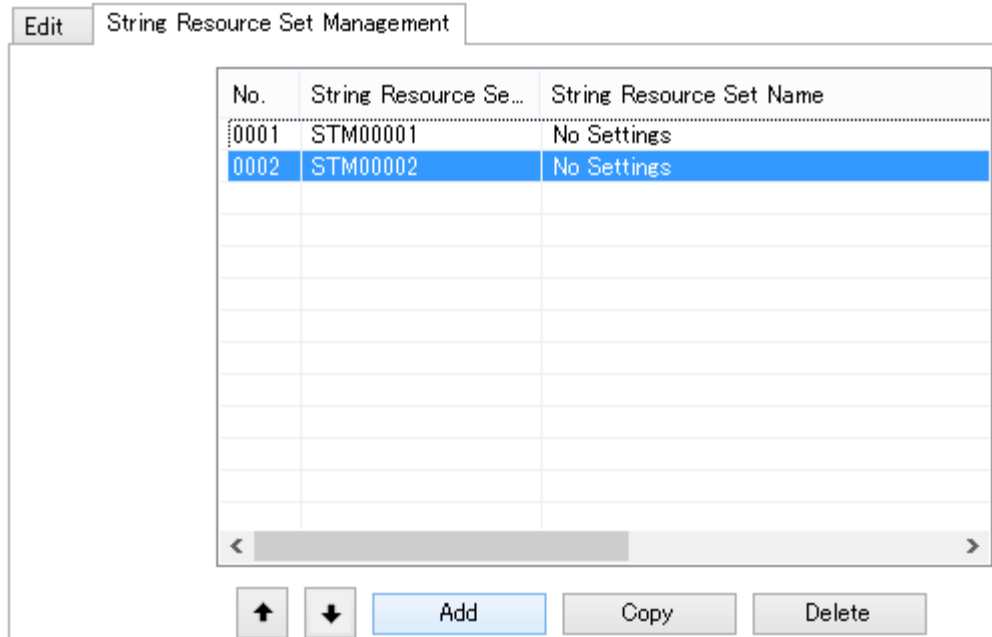 Edit String Resource Set Management
No. String Resource Se... String Resource Set Name
0001 STM00001 No Settings
0002 STM00002 No Settings
Add Copy Delete